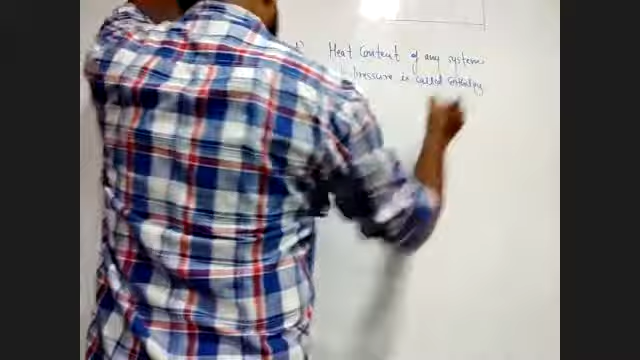 Heat Content of any system
Pressure is called enthalpy